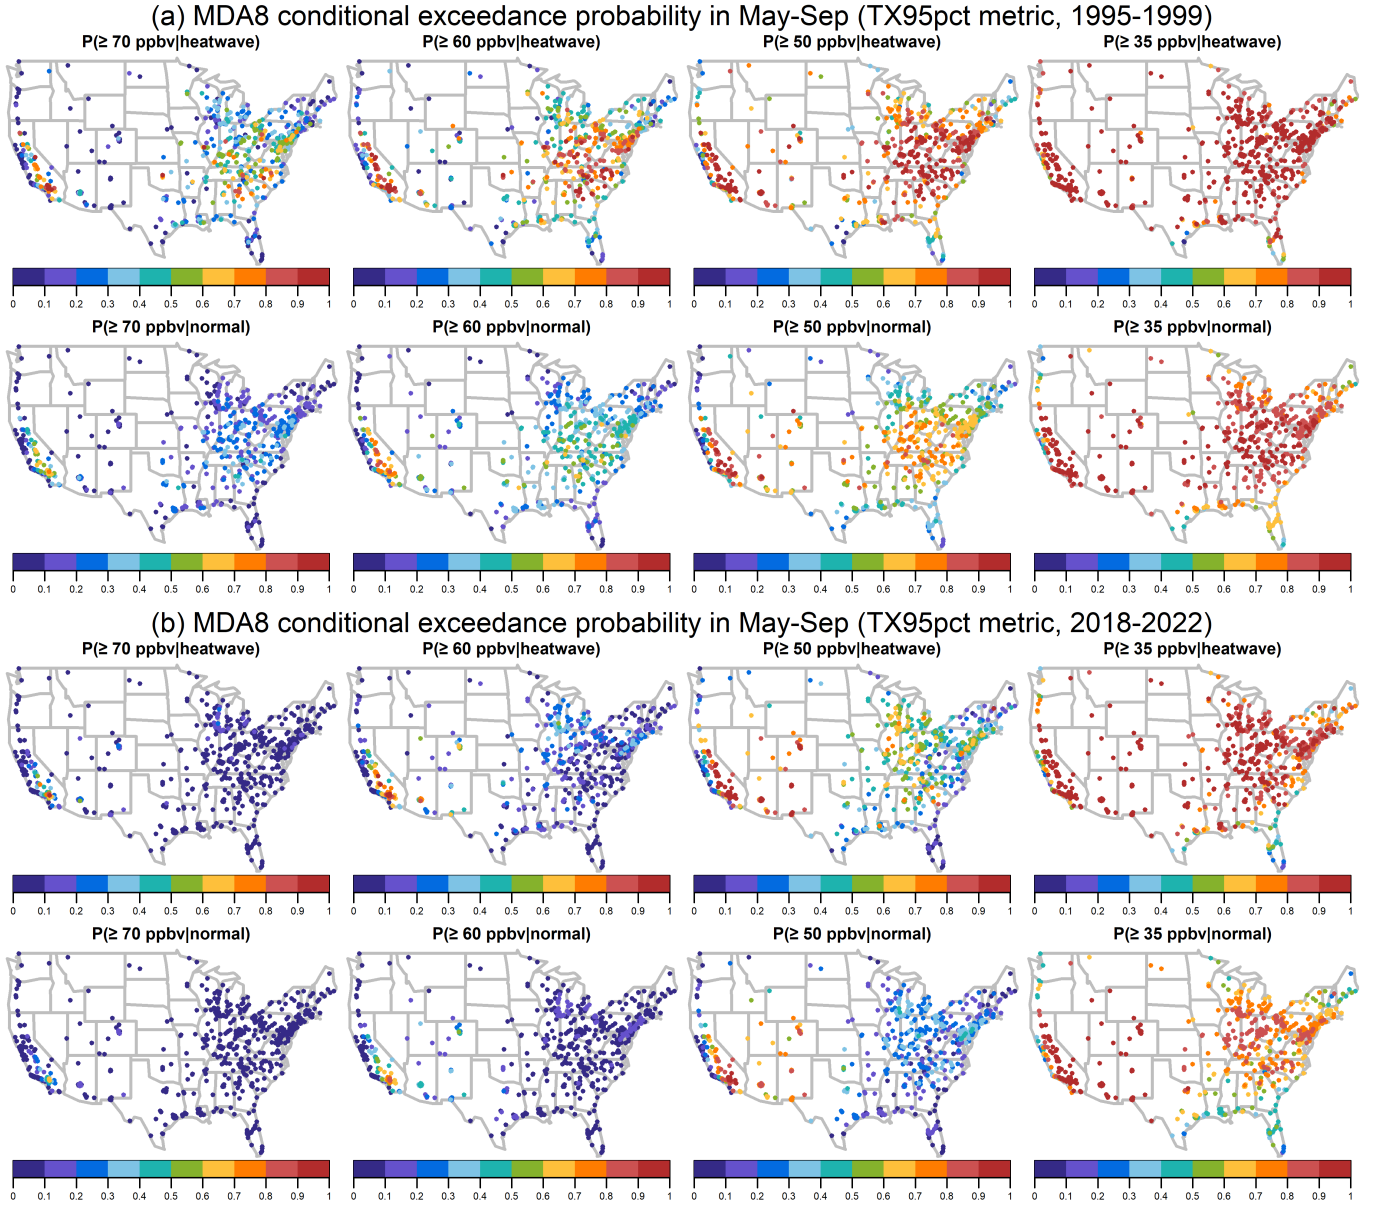 (a) MDA8 conditional exceedance probability in May-Sep (TX95pct metric, 1995-1999)
P(≥ 70 ppbv|heatwave) P(≥ 60 ppbv|heatwave) P(≥ 50 ppbv|heatwave) P(≥ 35 ppbv|heatwave)
0 0.1 0.2 0.3 0.4 0.5 0.6 0.7 0.8 0.9 1 0 0.1 0.2 0.3 0.4 0.5 0.6 0.7 0.8 0.9 1 0 0.1 0.2 0.3 0.4 0.5 0.6 0.7 0.8 0.9 1 0 0.1 0.2 0.3 0.4 0.5 0.6 0.7 0.8 0.9 1
P(≥ 70 ppbv|normal) P(≥ 60 ppbv|normal) P(≥ 50 ppbv|normal) P(≥ 35 ppbv|normal)
0 0.1 0.2 0.3 0.4 0.5 0.6 0.7 0.8 0.9 1 0 0.1 0.2 0.3 0.4 0.5 0.6 0.7 0.8 0.9 1 0 0.1 0.2 0.3 0.4 0.5 0.6 0.7 0.8 0.9 1 0 0.1 0.2 0.3 0.4 0.5 0.6 0.7 0.8 0.9 1
(b) MDA8 conditional exceedance probability in May-Sep (TX95pct metric, 2018-2022)
P(≥ 70 ppbv|heatwave) P(≥ 60 ppbv|heatwave) P(≥ 50 ppbv|heatwave) P(≥ 35 ppbv|heatwave)
0 0.1 0.2 0.3 0.4 0.5 0.6 0.7 0.8 0.9 1 0 0.1 0.2 0.3 0.4 0.5 0.6 0.7 0.8 0.9 1 0 0.1 0.2 0.3 0.4 0.5 0.6 0.7 0.8 0.9 1 0 0.1 0.2 0.3 0.4 0.5 0.6 0.7 0.8 0.9 1
P(≥ 70 ppbv|normal) P(≥ 60 ppbv|normal) P(≥ 50 ppbv|normal) P(≥ 35 ppbv|normal)
0 0.1 0.2 0.3 0.4 0.5 0.6 0.7 0.8 0.9 1 0 0.1 0.2 0.3 0.4 0.5 0.6 0.7 0.8 0.9 1 0 0.1 0.2 0.3 0.4 0.5 0.6 0.7 0.8 0.9 1 0 0.1 0.2 0.3 0.4 0.5 0.6 0.7 0.8 0.9 1